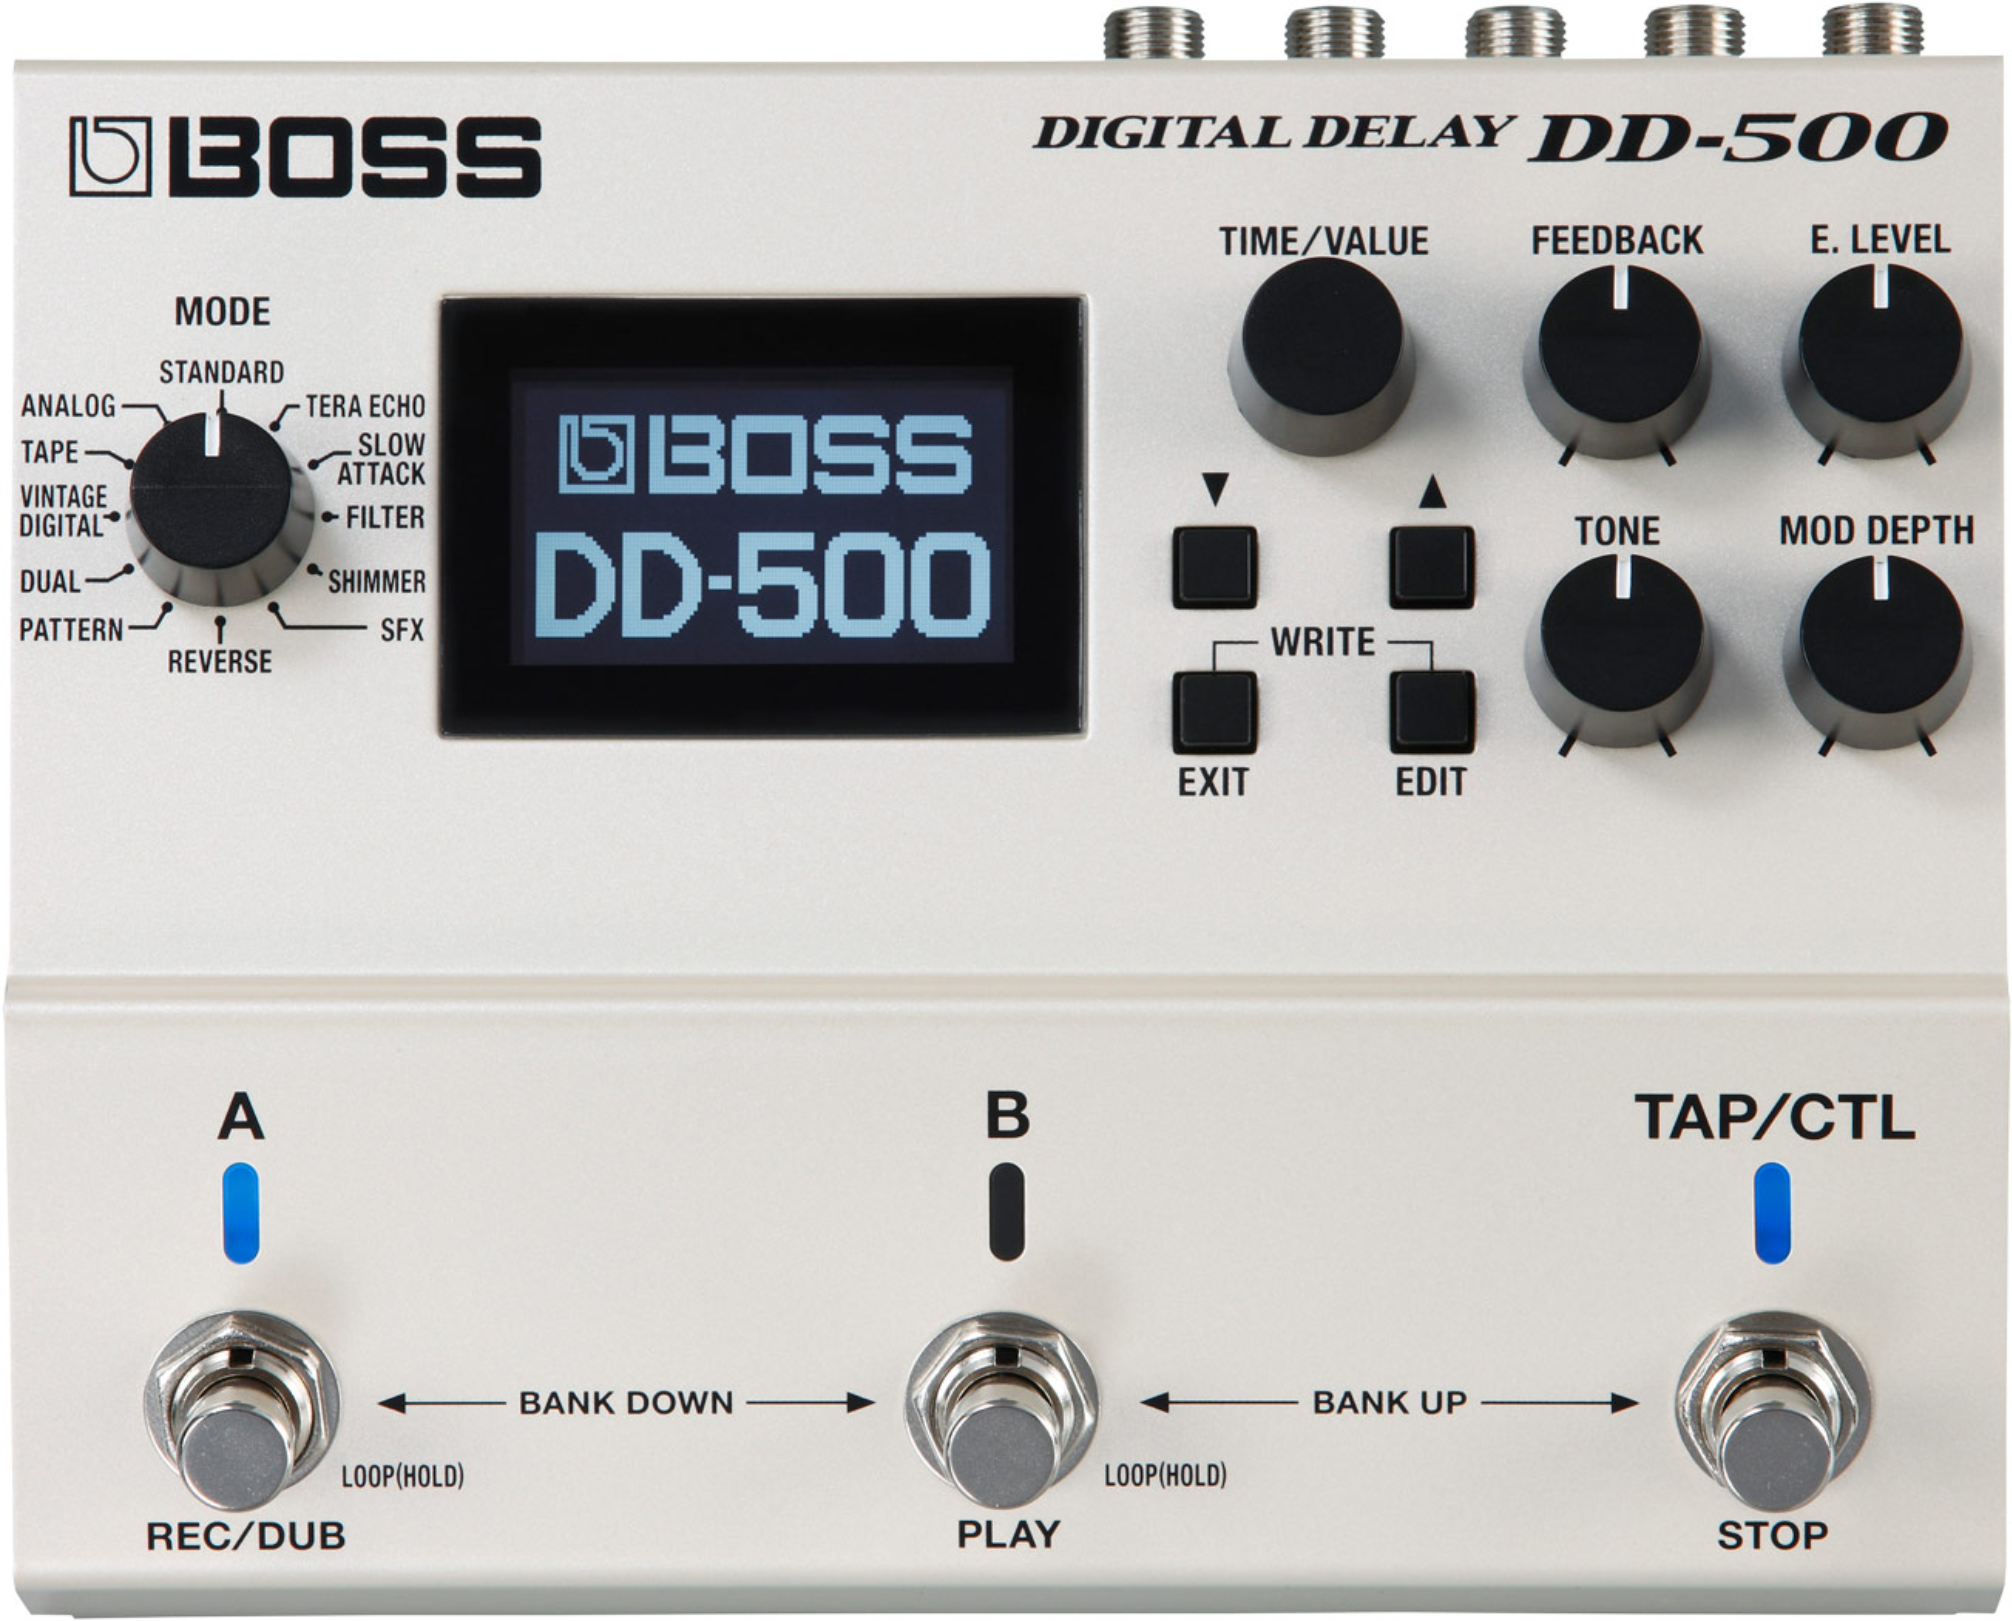 BOSS
DIGITAL DELAY DD-500
TIME/VALUE
FEEDBACK
E. LEVEL
MODE
STANDARD
ANALOG
TERA ECHO
TAPE
SLOW
ATTACK
VINTAGE
DIGITAL
FILTER
DUAL
SHIMMER
PATTERN
SFX
REVERSE
BOSS
DD-500
TONE
MOD DEPTH
WRITE
EXIT
EDIT
A
B
TAP/CTL
BANK DOWN
BANK UP
LOOP(HOLD)
LOOP(HOLD)
REC/DUB
PLAY
STOP